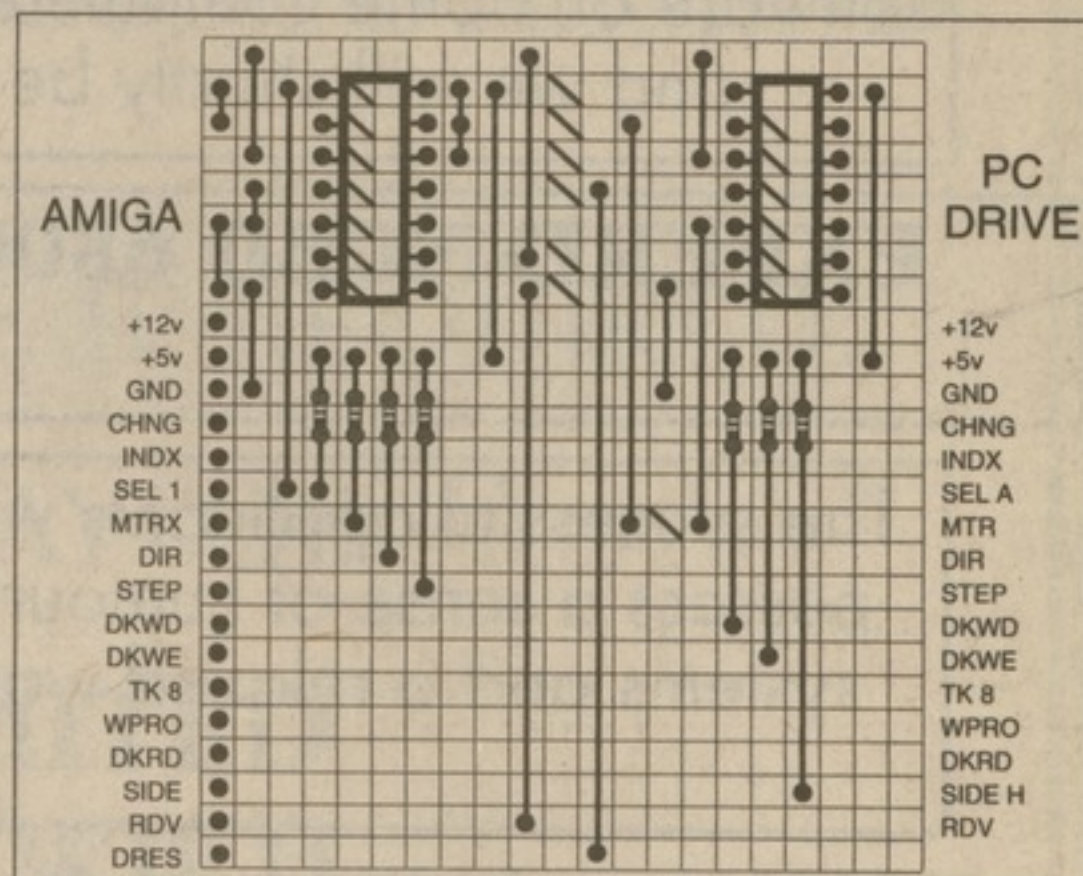 AMIGA
PC
DRIVE
+12v
+5v
GND
CHNG
INDX
SEL 1
MTRX
DIR
STEP
DKWD
DKWE
TK 8
WPRO
DKRD
SIDE
RDV
DRES
+12v
+5v
GND
CHNG
INDX
SEL A
MTR
DIR
STEP
DKWD
DKWE
TK 8
WPRO
DKRD
SIDE H
RDV